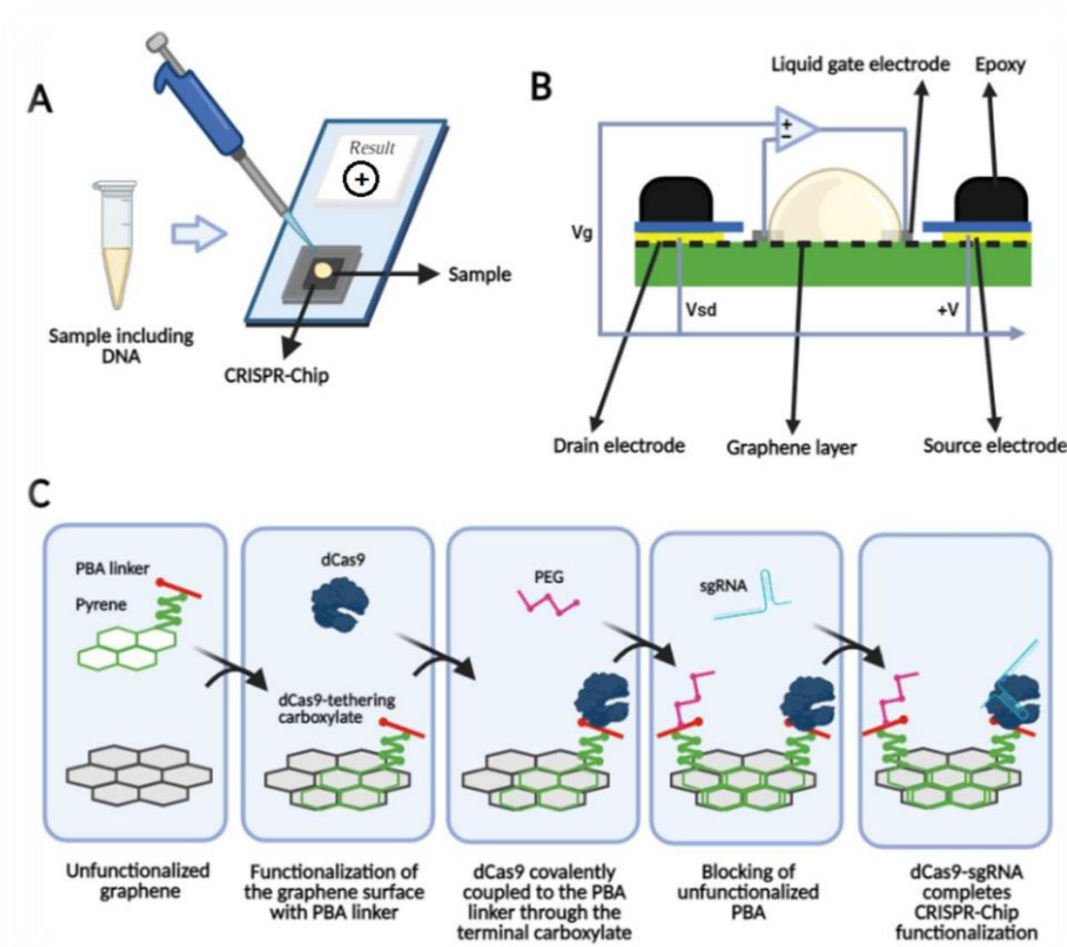 A
Result
+
Sample
Sample including
DNA
CRISPR-Chip
B
Liquid gate electrode
Epoxy
+
−
Vg
Vsd
+V
Drain electrode
Graphene layer
Source electrode
C
PBA linker
Pyrene
Unfunctionalized
graphene
dCas9
dCas9-tethering
carboxylate
Functionalization of
the graphene surface
with PBA linker
PEG
dCas9 covalently
coupled to the PBA
linker through the
terminal carboxylate
sgRNA
Blocking of
unfunctionalized
PBA
dCas9-sgRNA
completes
CRISPR-Chip
functionalization